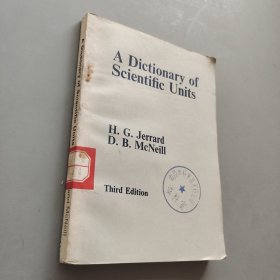 A Dictionary of
Scientific Units
H. G. Jerrard
D. B. McNeill
Third Edition